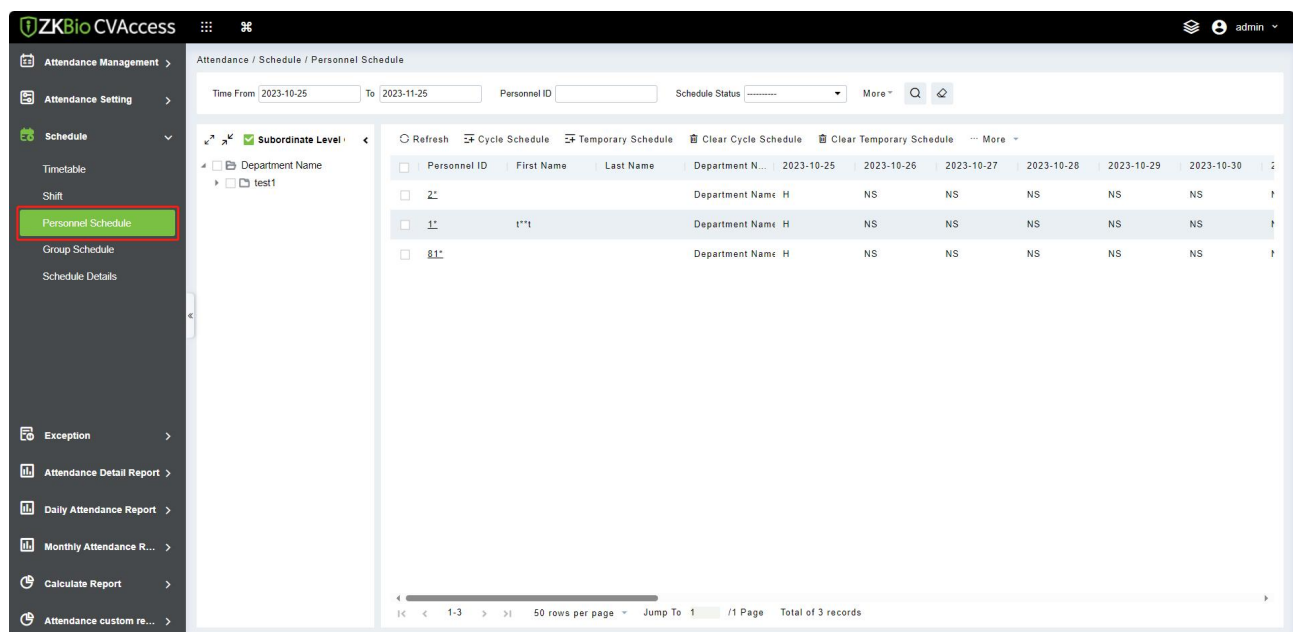 ZKBio CVAccess
admin
Attendance Management
Attendance Setting
Schedule
Timetable
Shift
Personnel Schedule
Group Schedule
Schedule Details
Exception
Attendance Detail Report
Daily Attendance Report
Monthly Attendance R...
Calculate Report
Attendance custom re...
Attendance / Schedule / Personnel Schedule
Time From 2023-10-25 To 2023-11-25 Personnel ID Schedule Status ---------- More
Subordinate Level
Department Name
test1
Refresh Cycle Schedule Temporary Schedule Clear Cycle Schedule Clear Temporary Schedule ··· More
Personnel ID First Name Last Name Department N... 2023-10-25 2023-10-26 2023-10-27 2023-10-28 2023-10-29 2023-10-30 2
2* Department Name H NS NS NS NS NS
1* t**t Department Name H NS NS NS NS NS
81* Department Name H NS NS NS NS NS
1-3 50 rows per page Jump To 1 /1 Page Total of 3 records